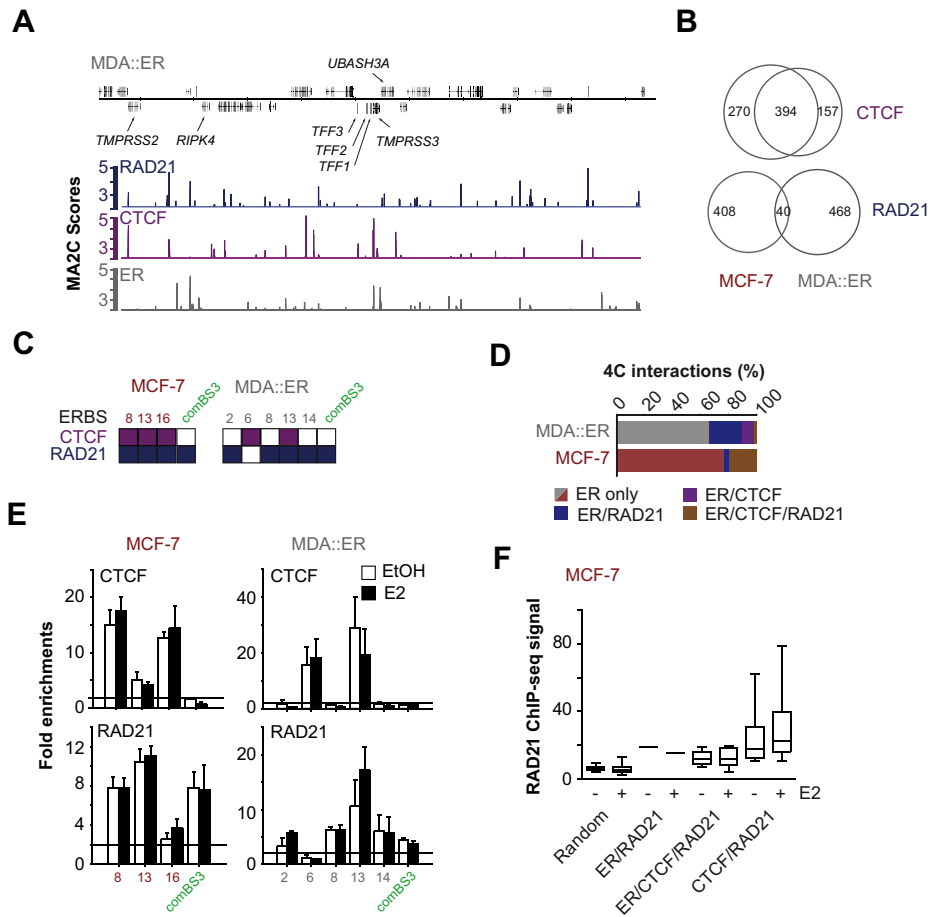 A
MDA::ER
UBASH3A
TMPRSS2
RIPK4
TFF3
TFF2
TFF1
TMPRSS3
MA2C Scores
5
3
RAD21
5
3
CTCF
5
3
ER
B
270
394
157
CTCF
408
40
468
RAD21
MCF-7
MDA::ER
C
MCF-7
MDA::ER
comBS3
comBS3
ERBS
8 13 16
2 6 8 13 14
CTCF
RAD21
D
4C interactions (%)
0 20 40 60 80 100
MDA::ER
MCF-7
ER only
ER/CTCF
ER/RAD21
ER/CTCF/RAD21
E
MCF-7
MDA::ER
Fold enrichments
CTCF
20
10
0
CTCF
40
20
0
EtOH
E2
RAD21
12
8
4
0
8 13 16 comBS3
RAD21
20
10
0
2 6 8 13 14 comBS3
F
MCF-7
RAD21 ChIP-seq signal
80
40
0
- + - + - + - + E2
Random
ER/RAD21
ER/CTCF/RAD21
CTCF/RAD21